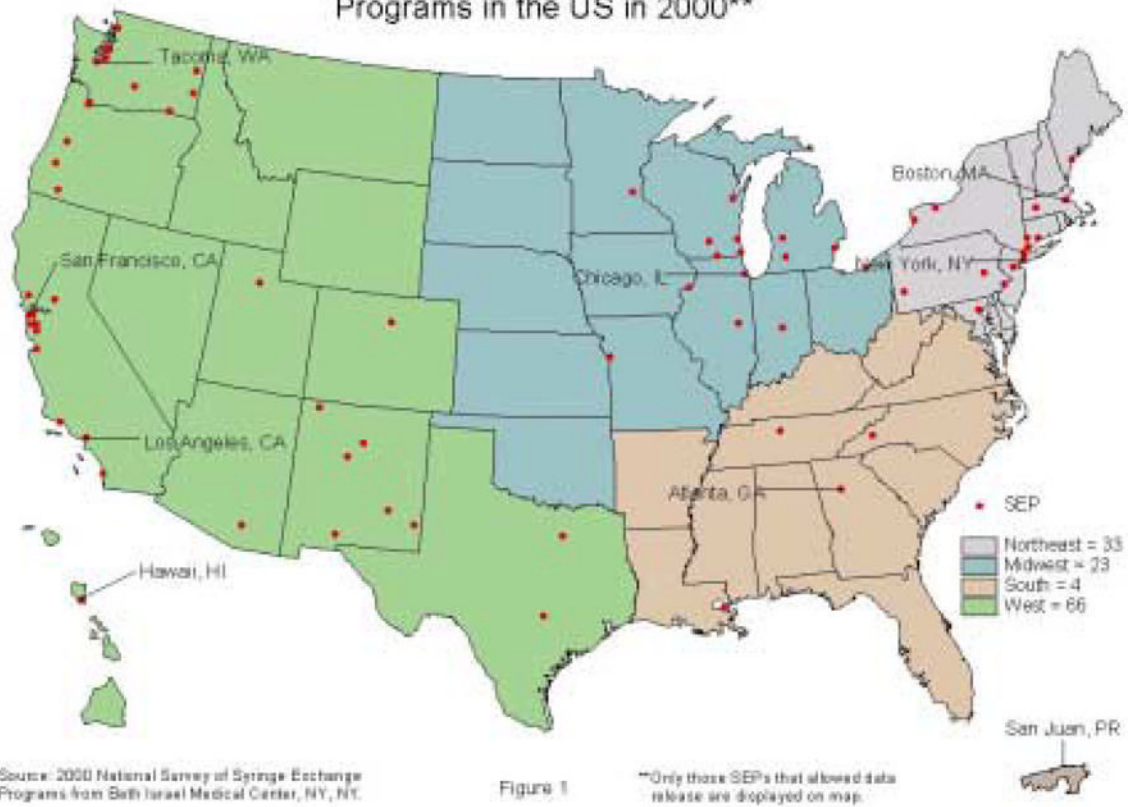 Programs in the US in 2000**
Tacoma, WA
Boston, MA
San Francisco, CA
Chicago, IL
New York, NY
Los Angeles, CA
Atlanta, GA
SEP
Northeast = 33
Midwest = 23
South = 4
West = 66
Hawaii, HI
San Juan, PR
Source: 2000 National Survey of Syringe Exchange
Programs from Beth Israel Medical Center, NY, NY.
Figure 1
**Only those SEPs that allowed data
release are displayed on map.